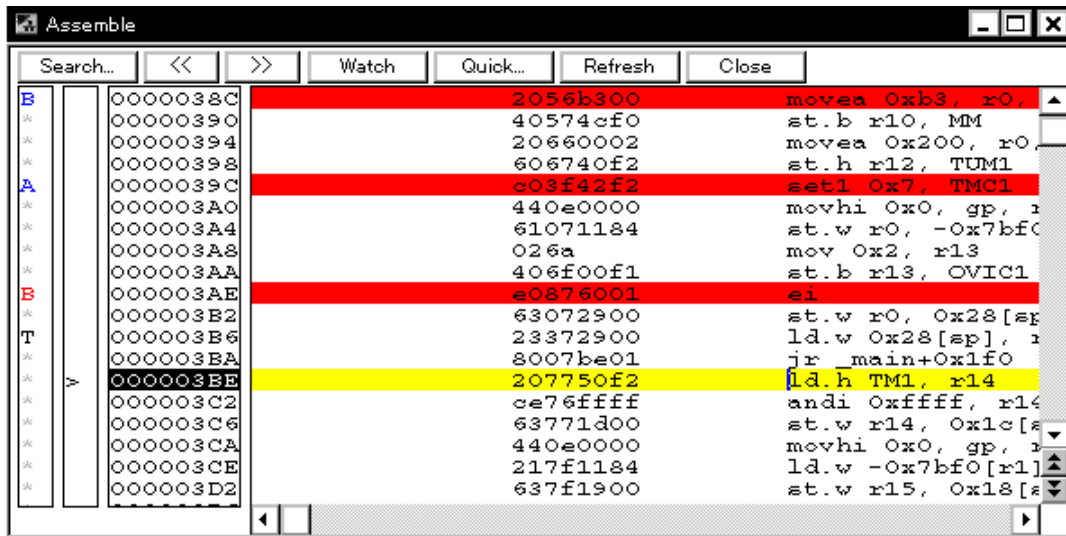 Assemble
Search... << >> Watch Quick... Refresh Close
B 0000038C 2056b300 movea 0xb3, r0,
* 00000390 40574cf0 st.b r10, MM
* 00000394 20660002 movea 0x200, r0,
* 00000398 606740f2 st.h r12, TUM1
A 0000039C c03f42f2 set1 0x7, TMC1
* 000003A0 440e0000 movhi 0x0, gp, r
* 000003A4 61071184 st.w r0, -0x7bf0
* 000003A8 026a mov 0x2, r13
* 000003AA 406f00f1 st.b r13, OVIC1
B 000003AE e0876001 ei
* 000003B2 63072900 st.w r0, 0x28[sp
T 000003B6 23372900 ld.w 0x28[sp], r
* 000003BA 8007be01 jr _main+0x1f0
* > 000003BE 207750f2 ld.h TM1, r14
* 000003C2 ce76ffff andi 0xffff, r14
* 000003C6 63771d00 st.w r14, 0x1c[s
* 000003CA 440e0000 movhi 0x0, gp, r
* 000003CE 217f1184 ld.w -0x7bf0[r1]
* 000003D2 637f1900 st.w r15, 0x18[s